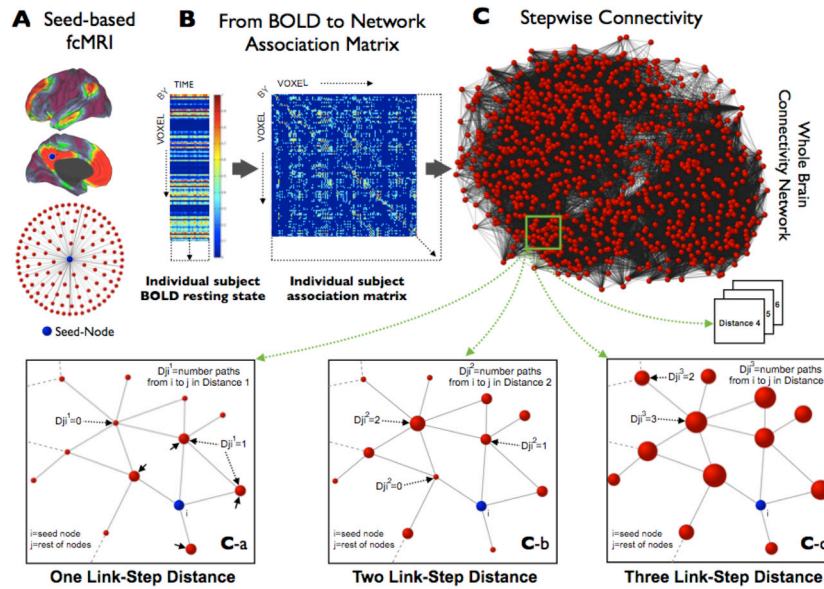 A Seed-based
fcMRI
Seed-Node
B From BOLD to Network
Association Matrix
TIME
BY
VOXEL
VOXEL
BY
VOXEL
Individual subject
BOLD resting state
Individual subject
association matrix
C Stepwise Connectivity
Whole Brain
Connectivity Network
Distance 4
5
6
Dji¹=number paths
from i to j in Distance 1
Dji¹=0
Dji¹=1
i
i=seed node
j=rest of nodes
C-a
One Link-Step Distance
Dji²=number paths
from i to j in Distance 2
Dji²=2
Dji²=1
Dji²=0
i
i=seed node
j=rest of nodes
C-b
Two Link-Step Distance
Dji³=number paths
from i to j in Distance
Dji³=2
Dji³=3
i
i=seed node
j=rest of nodes
C-c
Three Link-Step Distance